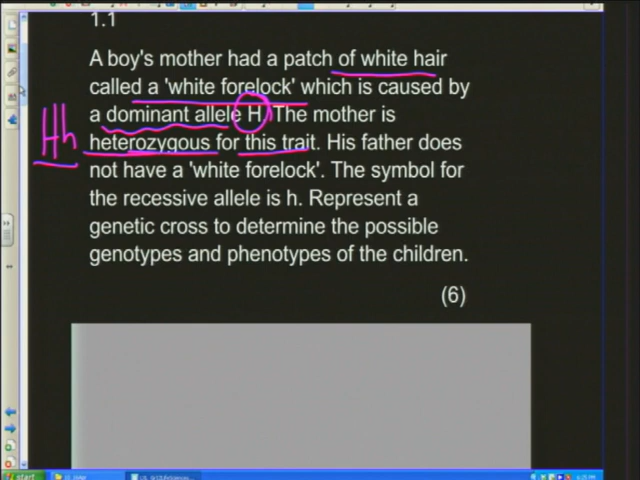 1.1
A boy's mother had a patch of white hair
called a 'white forelock' which is caused by
a dominant allele H. The mother is
Hh
heterozygous for this trait. His father does
not have a 'white forelock'. The symbol for
the recessive allele is h. Represent a
genetic cross to determine the possible
genotypes and phenotypes of the children.
(6)
start